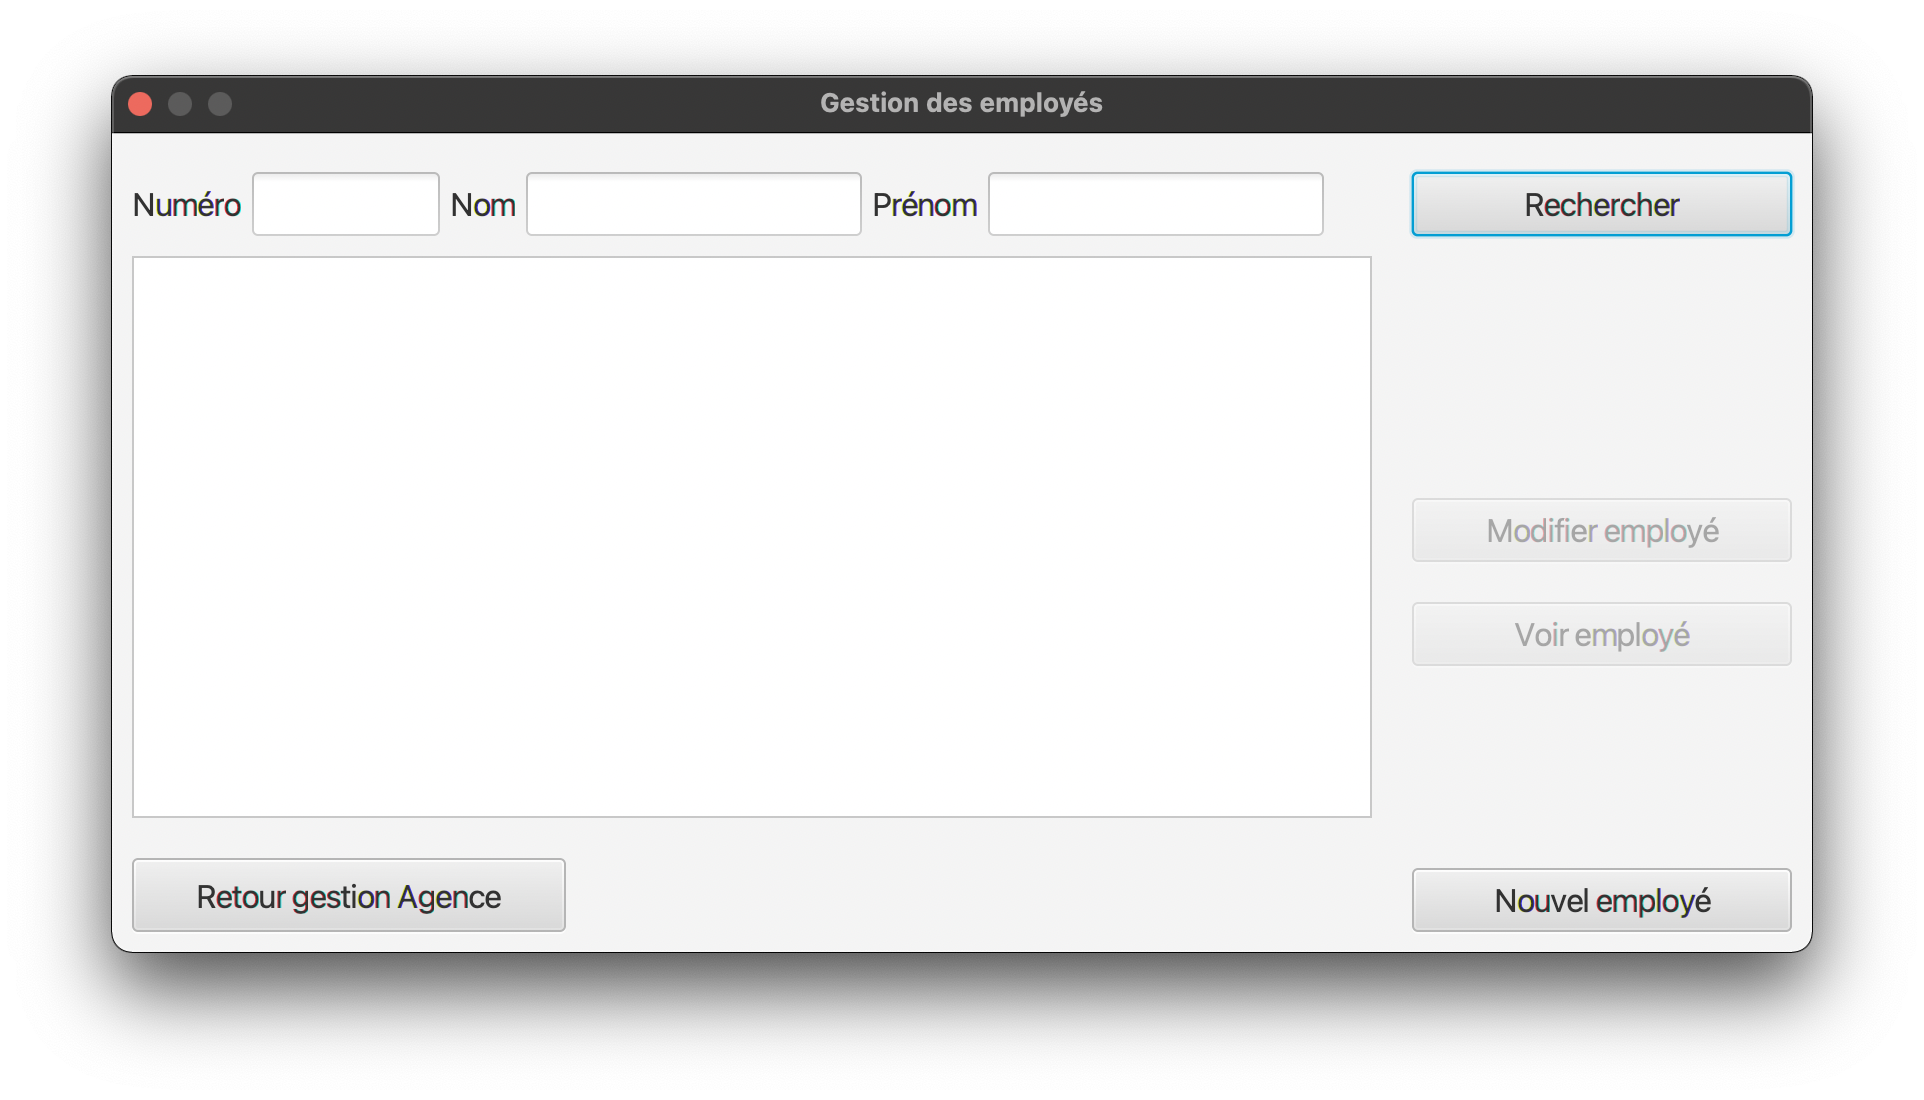 Gestion des employés
Numéro Nom Prénom Rechercher
Modifier employé
Voir employé
Retour gestion Agence Nouvel employé